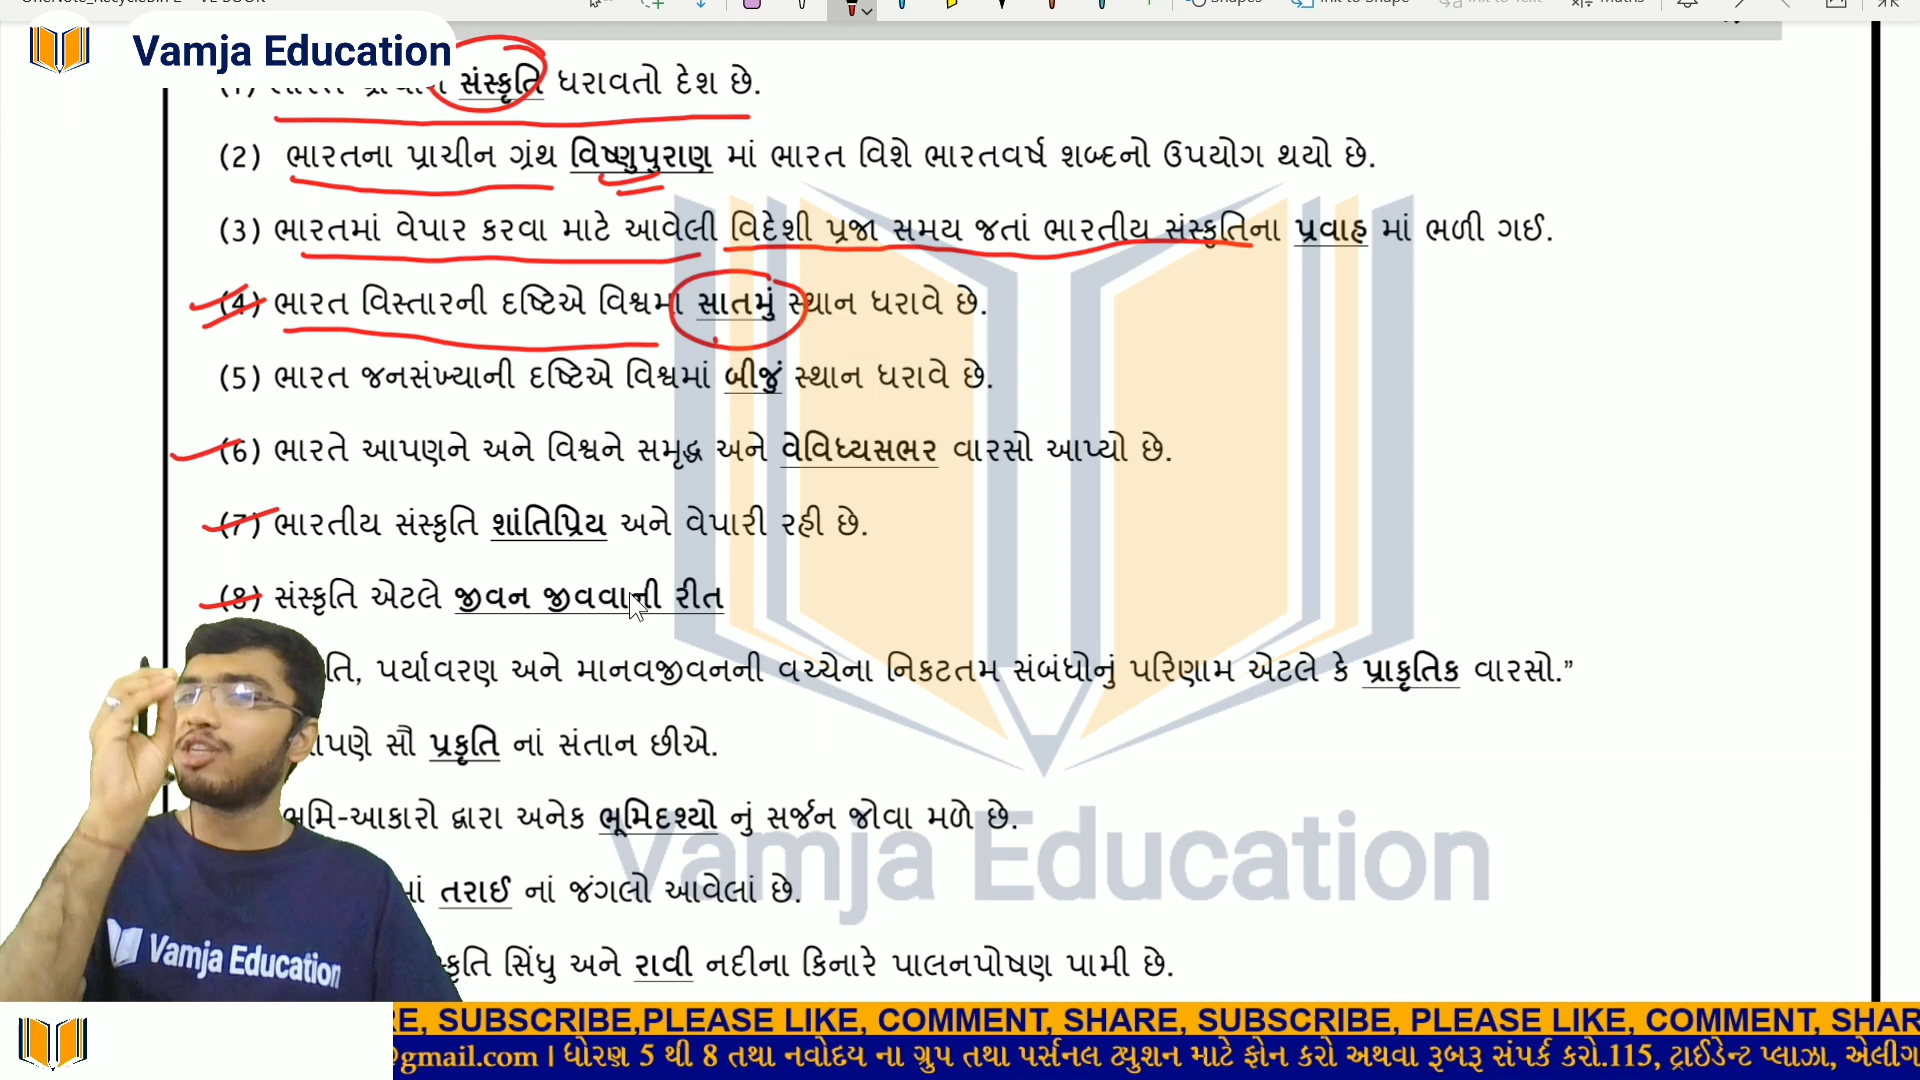 Vamja Education
સંસ્કૃતિ ધરાવતો દેશ છે.
(2) ભારતના પ્રાચીન ગ્રંથ વિષ્ણુપુરાણ માં ભારત વિશે ભારતવર્ષ શબ્દનો ઉપયોગ થયો છે.
(3) ભારતમાં વેપાર કરવા માટે આવેલી વિદેશી પ્રજા સમય જતાં ભારતીય સંસ્કૃતિના પ્રવાહ માં ભળી ગઈ.
(4) ભારત વિસ્તારની દષ્ટિએ વિશ્વમાં સાતમું સ્થાન ધરાવે છે.
(5) ભારત જનસંખ્યાની દષ્ટિએ વિશ્વમાં બીજું સ્થાન ધરાવે છે.
(6) ભારતે આપણને અને વિશ્વને સમૃદ્ધ અને વેવિધ્યસભર વારસો આપ્યો છે.
(7) ભારતીય સંસ્કૃતિ શાંતિપ્રિય અને વેપારી રહી છે.
(8) સંસ્કૃતિ એટલે જીવન જીવવાની રીત
તિ, પર્યાવરણ અને માનવજીવનની વચ્ચેના નિકટતમ સંબંધોનું પરિણામ એટલે કે પ્રાકૃતિક વારસો.”
પણે સૌ પ્રકૃતિ નાં સંતાન છીએ.
ભૂમિ-આકારો દ્વારા અનેક ભૂમિદશ્યો નું સર્જન જોવા મળે છે.
માં તરાઈ નાં જંગલો આવેલાં છે.
કૃતિ સિંધુ અને રાવી નદીના કિનારે પાલનપોષણ પામી છે.
Vamja Education
Vamja Education
RE, SUBSCRIBE,PLEASE LIKE, COMMENT, SHARE, SUBSCRIBE, PLEASE LIKE, COMMENT, SHAR
@gmail.com | ધોરણ 5 થી 8 તથા નવોદય ના ગ્રુપ તથા પર્સનલ ટ્યુશન માટે ફોન કરો અથવા રૂબરૂ સંપર્ક કરો.115, ટ્રાઈડેન્ટ પ્લાઝા,